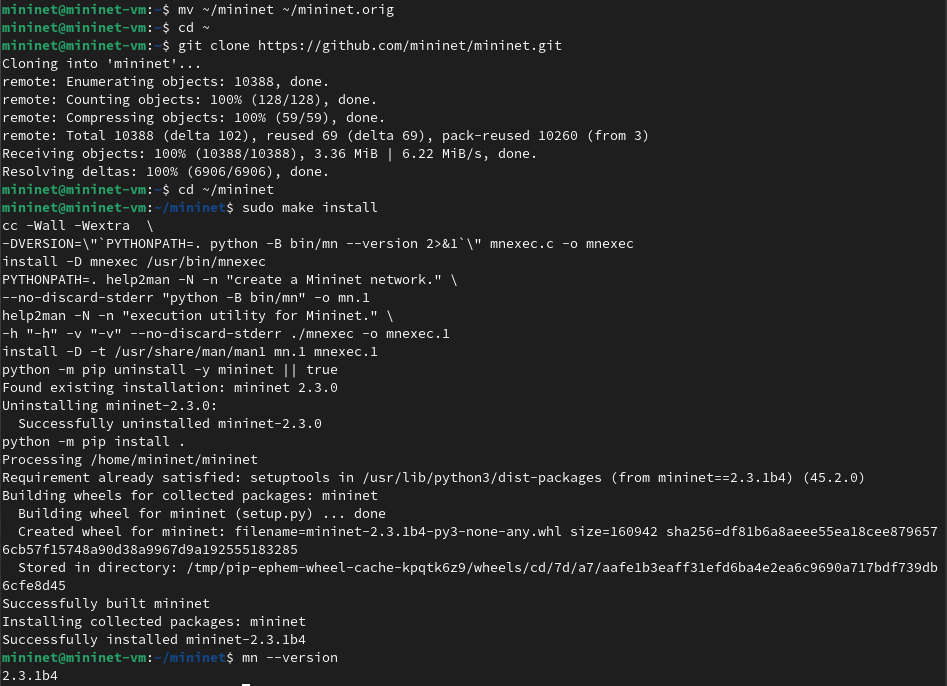 mininet@mininet-vm:~$ mv ~/mininet ~/mininet.orig
mininet@mininet-vm:~$ cd ~
mininet@mininet-vm:~$ git clone https://github.com/mininet/mininet.git
Cloning into 'mininet'...
remote: Enumerating objects: 10388, done.
remote: Counting objects: 100% (128/128), done.
remote: Compressing objects: 100% (59/59), done.
remote: Total 10388 (delta 102), reused 69 (delta 69), pack-reused 10260 (from 3)
Receiving objects: 100% (10388/10388), 3.36 MiB | 6.22 MiB/s, done.
Resolving deltas: 100% (6906/6906), done.
mininet@mininet-vm:~$ cd ~/mininet
mininet@mininet-vm:~/mininet$ sudo make install
cc -Wall -Wextra  \
-DVERSION=\"`PYTHONPATH=. python -B bin/mn --version 2>&1`\" mnexec.c -o mnexec
install -D mnexec /usr/bin/mnexec
PYTHONPATH=. help2man -N -n "create a Mininet network." \
--no-discard-stderr "python -B bin/mn" -o mn.1
help2man -N -n "execution utility for Mininet." \
-h "-h" -v "-v" --no-discard-stderr ./mnexec -o mnexec.1
install -D -t /usr/share/man/man1 mn.1 mnexec.1
python -m pip uninstall -y mininet || true
Found existing installation: mininet 2.3.0
Uninstalling mininet-2.3.0:
  Successfully uninstalled mininet-2.3.0
python -m pip install .
Processing /home/mininet/mininet
Requirement already satisfied: setuptools in /usr/lib/python3/dist-packages (from mininet==2.3.1b4) (45.2.0)
Building wheels for collected packages: mininet
  Building wheel for mininet (setup.py) ... done
  Created wheel for mininet: filename=mininet-2.3.1b4-py3-none-any.whl size=160942 sha256=df81b6a8aeee55ea18cee879657
6cb57f15748a90d38a9967d9a192555183285
  Stored in directory: /tmp/pip-ephem-wheel-cache-kpqtk6z9/wheels/cd/7d/a7/aafe1b3eaff31efd6ba4e2ea6c9690a717bdf739db
6cfe8d45
Successfully built mininet
Installing collected packages: mininet
Successfully installed mininet-2.3.1b4
mininet@mininet-vm:~/mininet$ mn --version
2.3.1b4